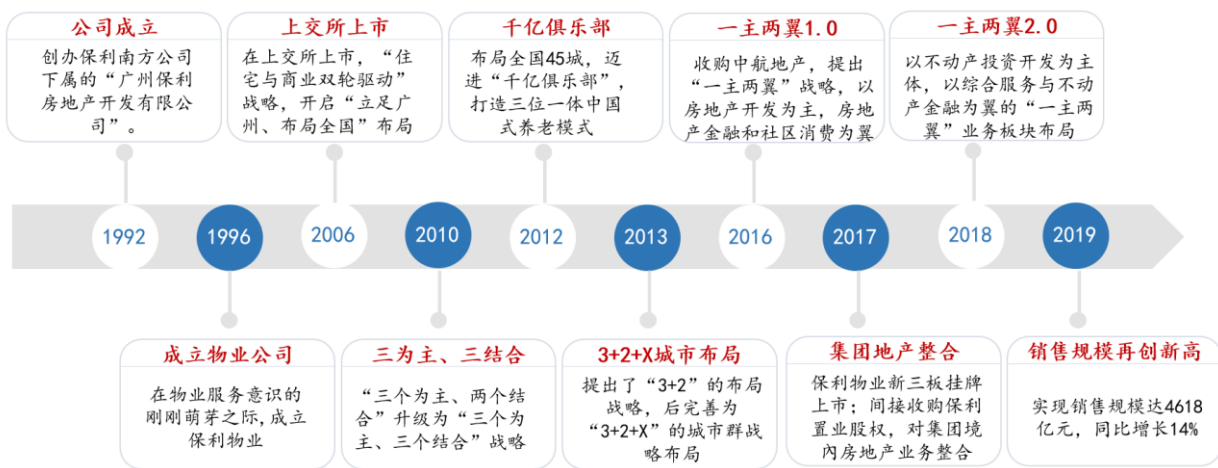 公司成立
创办保利南方公司
下属的“广州保利
房地产开发有限公
司”。
上交所上市
在上交所上市，“住
宅与商业双轮驱动”
战略，开启“立足广
州、布局全国”布局
千亿俱乐部
布局全国45城，迈
进“千亿俱乐部”，
打造三位一体中国
式养老模式
一主两翼1.0
收购中航地产，提出
“一主两翼”战略，以
房地产开发为主，房地
产金融和社区消费为翼
一主两翼2.0
以不动产投资开发为主
体，以综合服务与不动
产金融为翼的“一主两
翼”业务板块布局
1992
1996
2006
2010
2012
2013
2016
2017
2018
2019
成立物业公司
在物业服务意识的
刚刚萌芽之际,成立
保利物业
三为主、三结合
“三个为主、两个结
合”升级为“三个为
主、三个结合”战略
3+2+X城市布局
提出了“3+2”的布局
战略，后完善为
“3+2+X”的城市群战
略布局
集团地产整合
保利物业新三板挂牌
上市；间接收购保利
置业股权，对集团境
内房地产业务整合
销售规模再创新高
实现销售规模达4618
亿元，同比增长14%